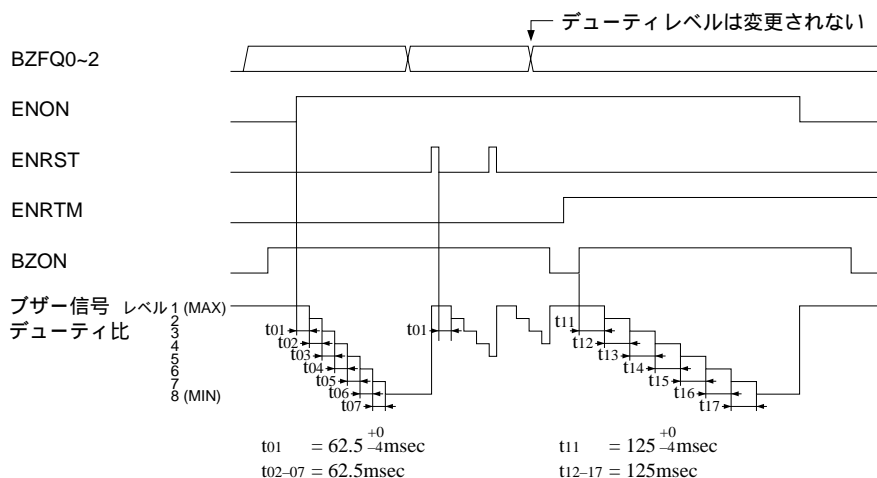 デューティレベルは変更されない
BZFQ0~2
ENON
ENRST
ENRTM
BZON
ブザー信号 レベル 1 (MAX)
デューティ比
2
3
4
5
6
7
8 (MIN)
t01
t02
t03
t04
t05
t06
t07
t01
t11
t12
t13
t14
t15
t16
t17
t01 = 62.5 +0 –4 msec
t02–07 = 62.5msec
t11 = 125 +0 –4 msec
t12–17 = 125msec